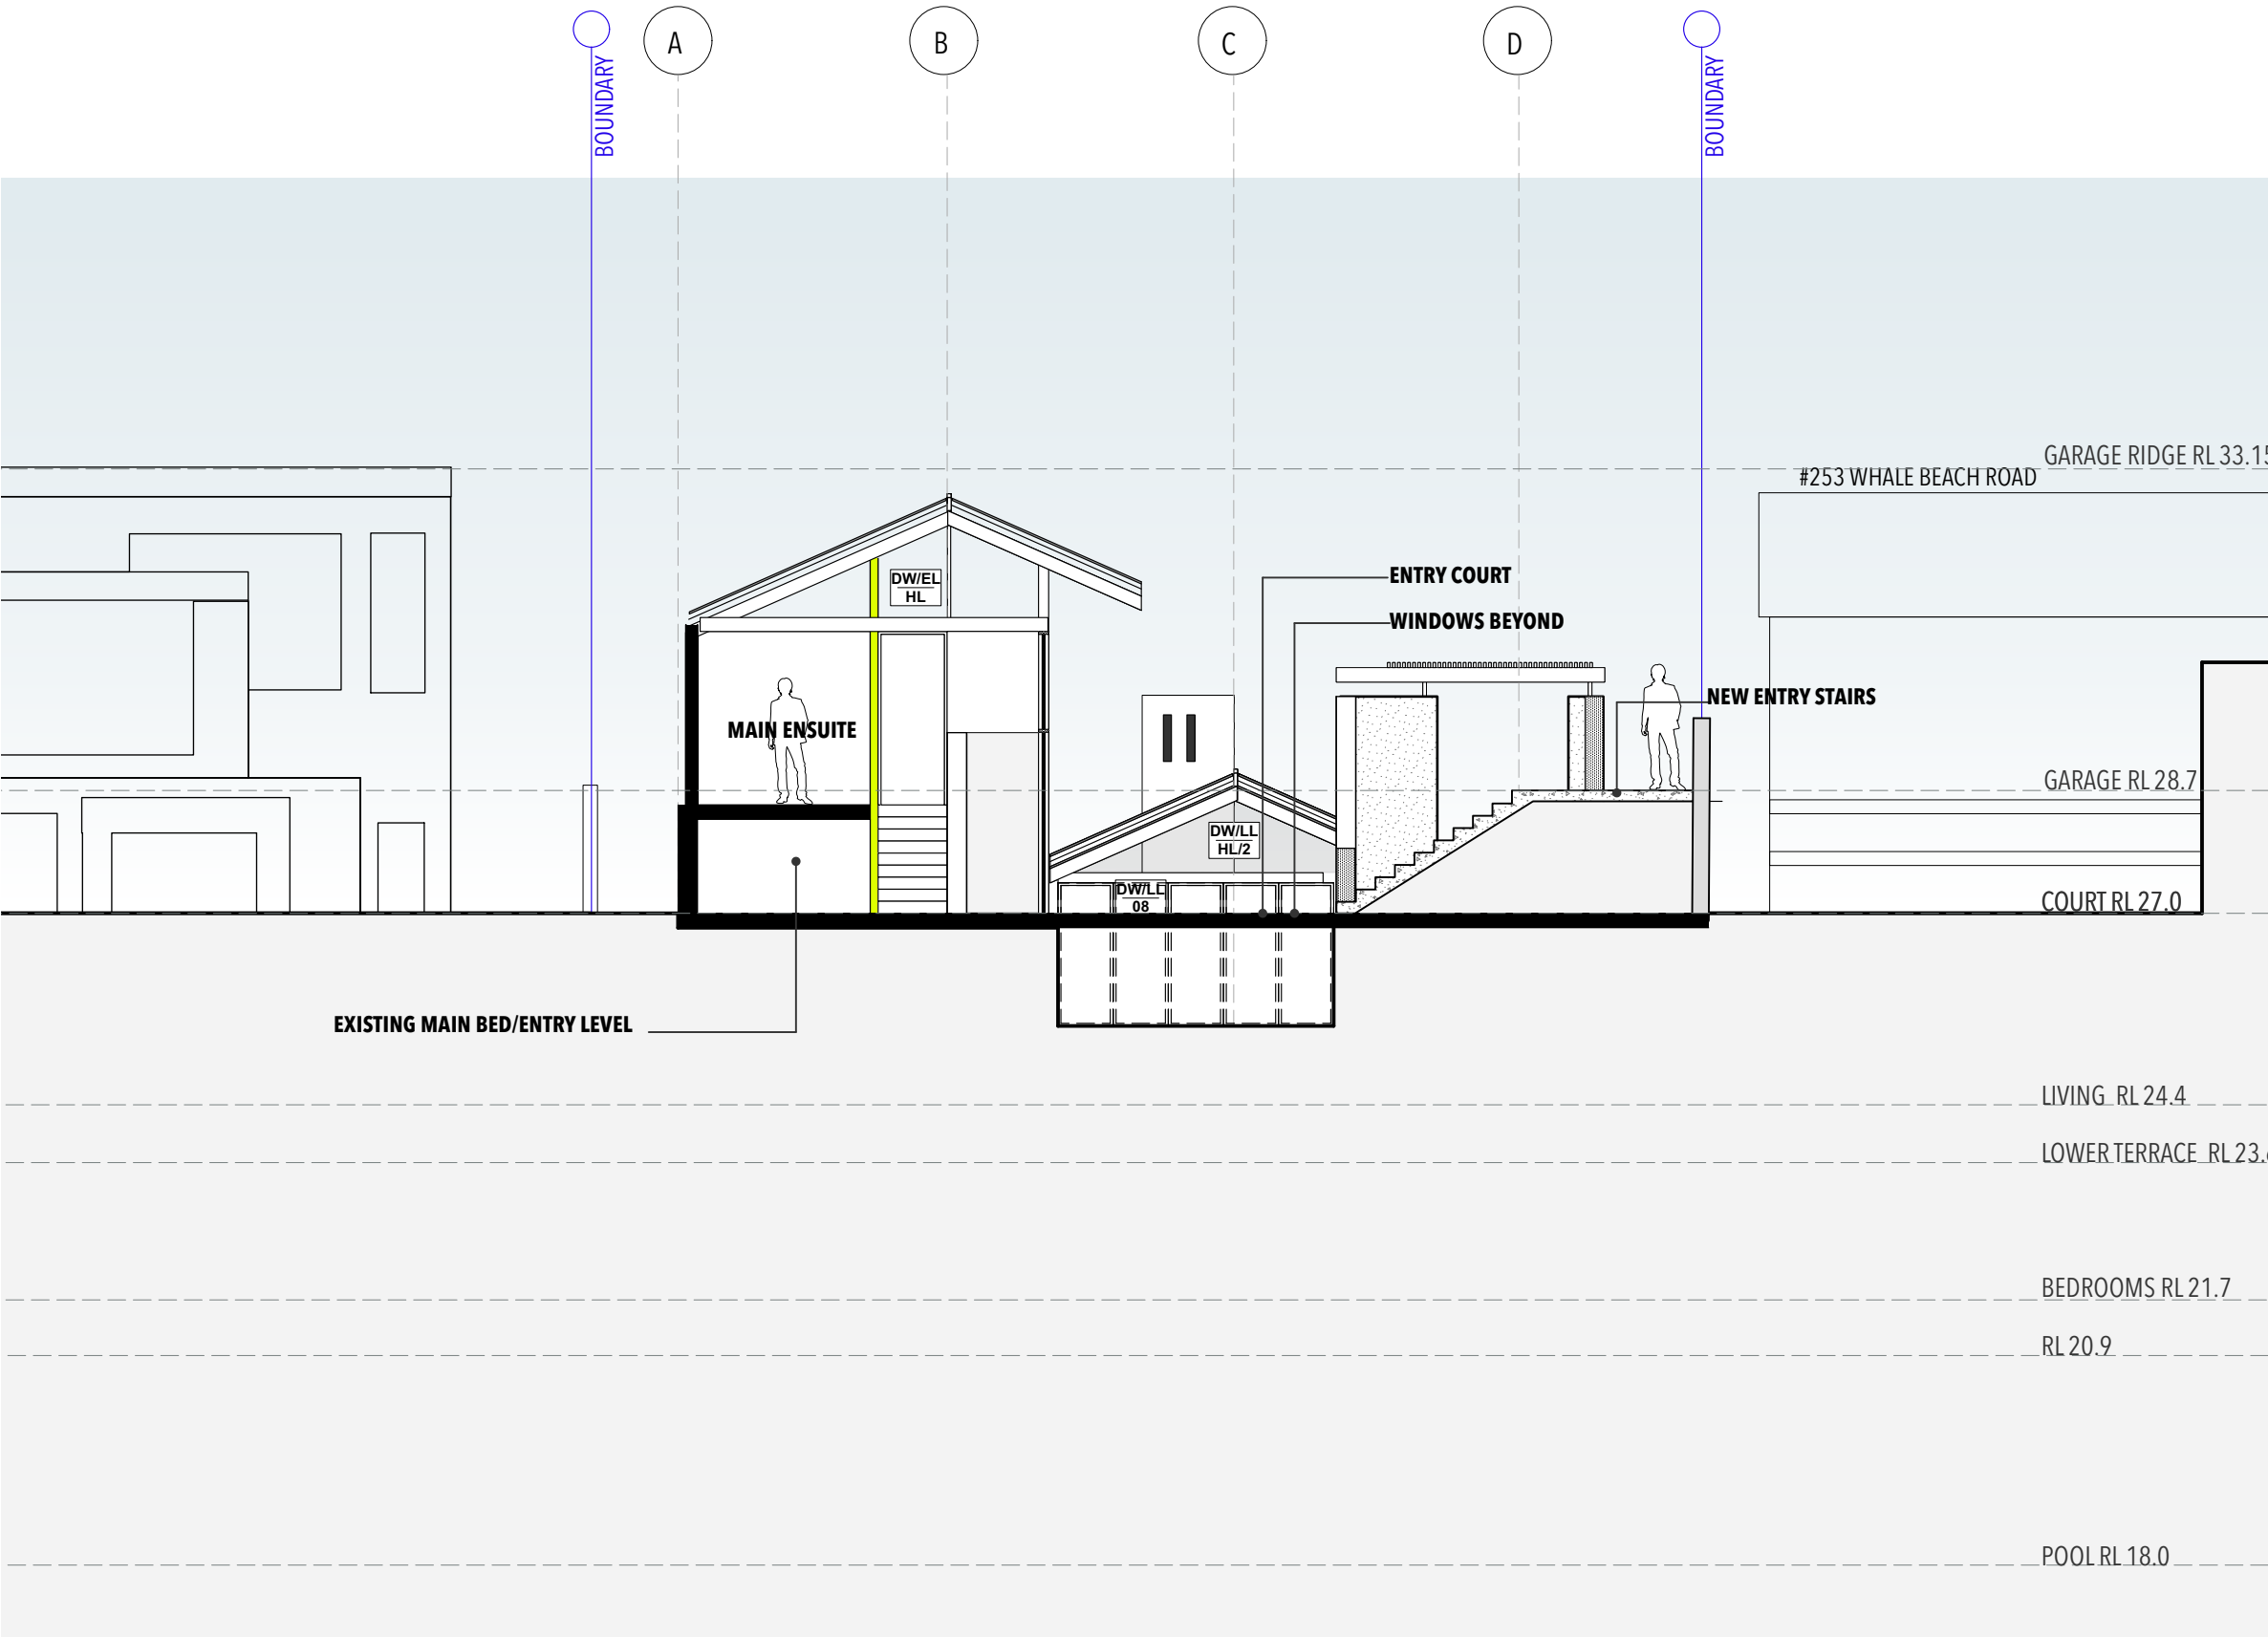 BOUNDARY
A
B
C
D
BOUNDARY
GARAGE RIDGE RL 33.15
#253 WHALE BEACH ROAD
DW/EL
HL
ENTRY COURT
WINDOWS BEYOND
NEW ENTRY STAIRS
MAIN ENSUITE
GARAGE RL 28.7
DW/LL
HL/2
DW/LL
08
COURT RL 27.0
EXISTING MAIN BED/ENTRY LEVEL
LIVING RL 24.4
LOWER TERRACE RL 23.
BEDROOMS RL 21.7
RL 20.9
POOL RL 18.0